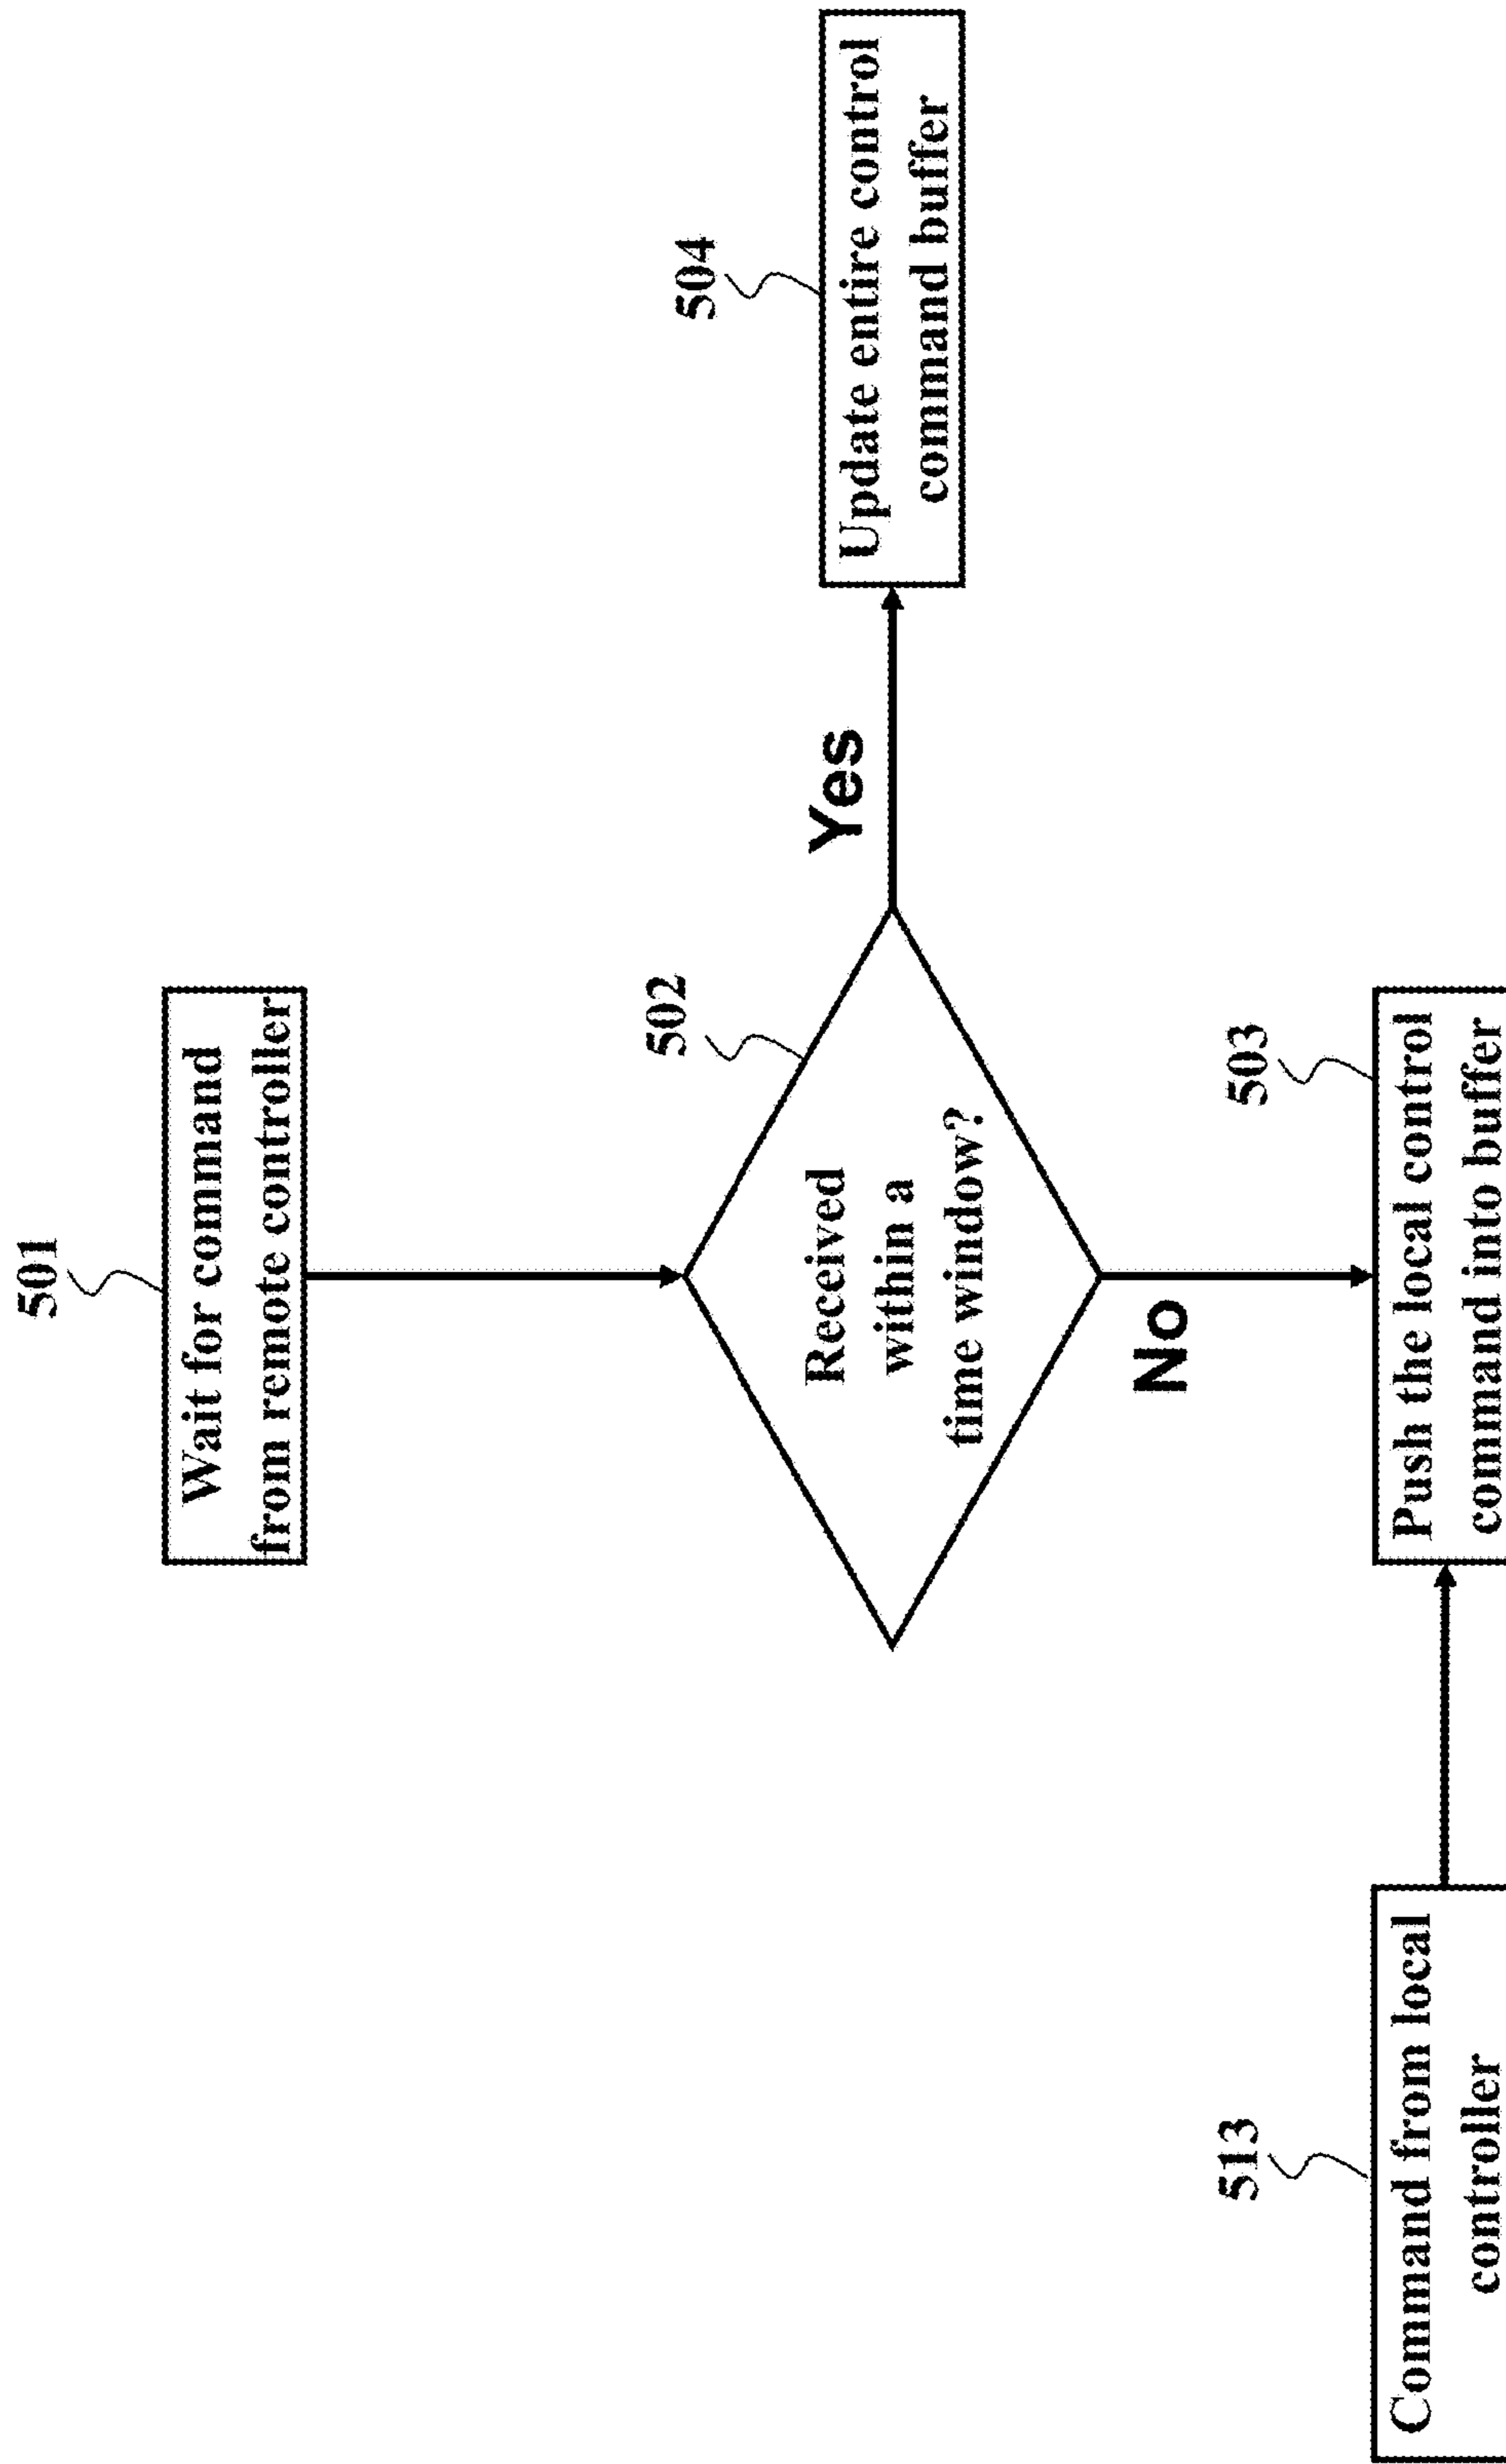 501
Wait for command
from remote controller
502
Received
within a
time window?
Yes
504
Update entire control
command buffer
No
503
Push the local control
command into buffer
513
Command from local
controller